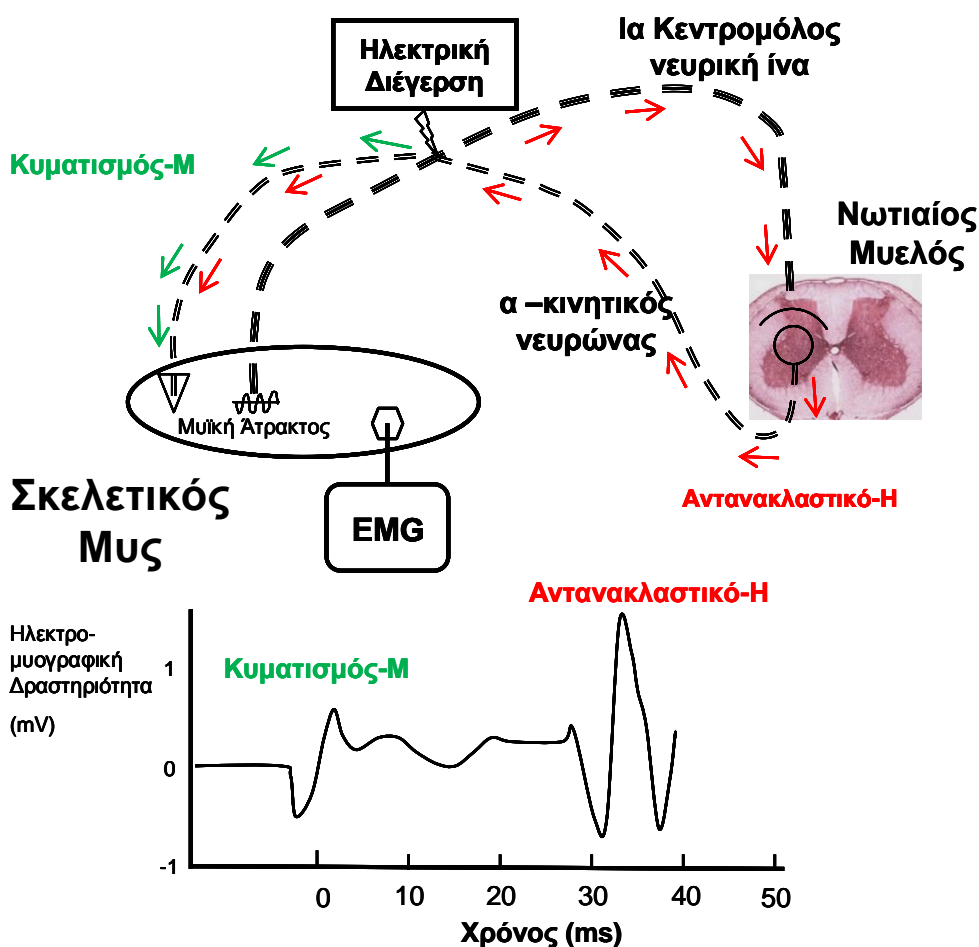 Ηλεκτρική
Διέγερση
Ια Κεντρομόλος
νευρική ίνα
Κυματισμός-Μ
Νωτιαίος
Μυελός
α –κινητικός
νευρώνας
Μυϊκή Άτρακτος
Σκελετικός
Μυς
EMG
Αντανακλαστικό-Η
Αντανακλαστικό-Η
Ηλεκτρο-
μυογραφική
Δραστηριότητα
(mV)
Κυματισμός-Μ
1
0
-1
0 10 20 30 40 50
Χρόνος (ms)